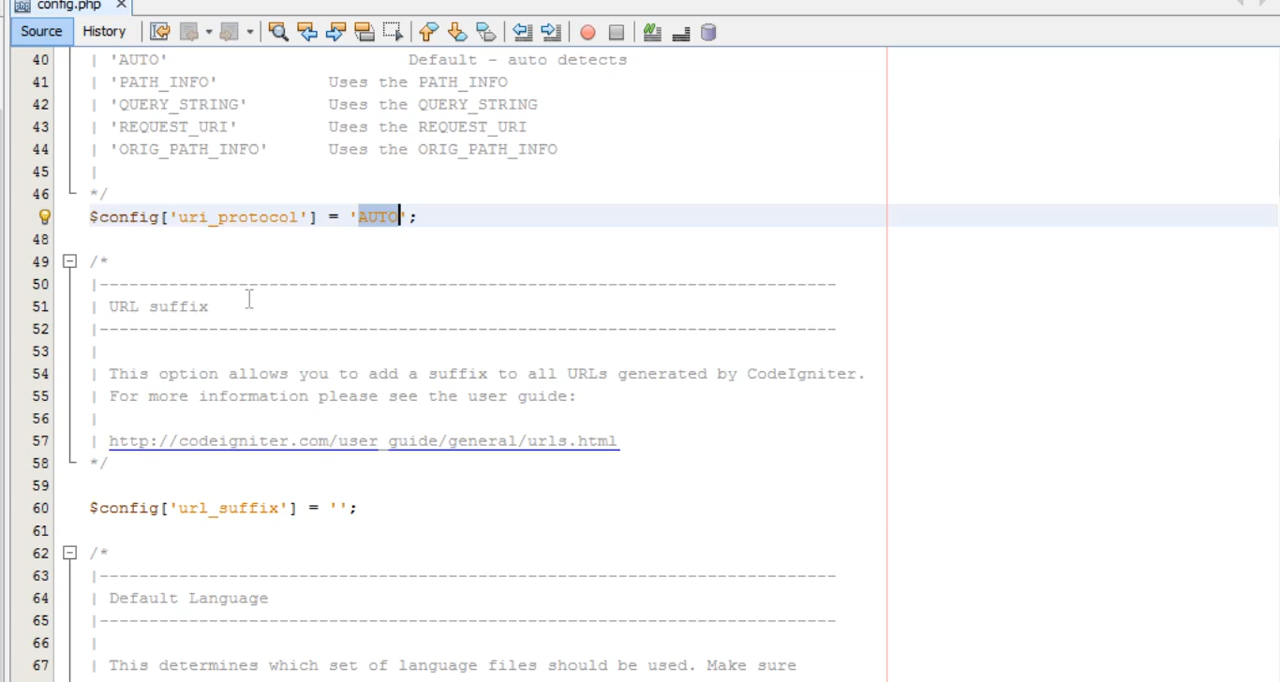 config.php
Source History
40 | 'AUTO' Default - auto detects
41 | 'PATH_INFO' Uses the PATH_INFO
42 | 'QUERY_STRING' Uses the QUERY_STRING
43 | 'REQUEST_URI' Uses the REQUEST_URI
44 | 'ORIG_PATH_INFO' Uses the ORIG_PATH_INFO
45 |
46 */
$config['uri_protocol'] = 'AUTO';
48
49 /*
50 |--------------------------------------------------------------------------
51 | URL suffix
52 |--------------------------------------------------------------------------
53 |
54 | This option allows you to add a suffix to all URLs generated by CodeIgniter.
55 | For more information please see the user guide:
56 |
57 | http://codeigniter.com/user_guide/general/urls.html
58 */
59
60 $config['url_suffix'] = '';
61
62 /*
63 |--------------------------------------------------------------------------
64 | Default Language
65 |--------------------------------------------------------------------------
66 |
67 | This determines which set of language files should be used. Make sure